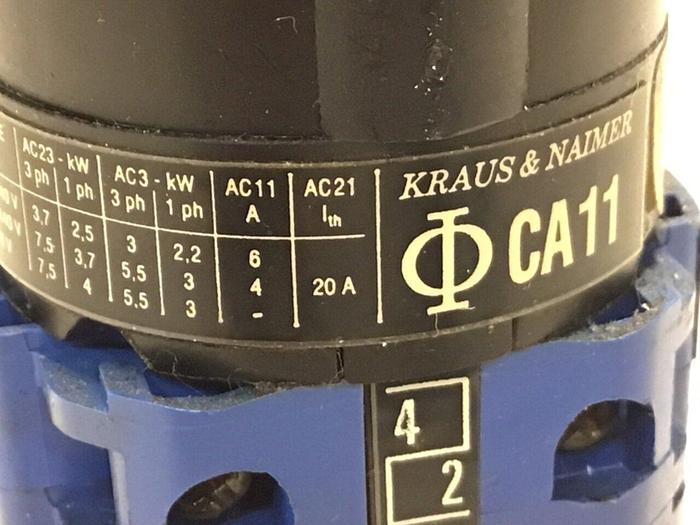 E AC23 - kW AC3 - kW AC11 AC21
3 ph 1 ph 3 ph 1 ph A Ith
V 3,7 2,5 3 2,2 6
V 7,5 3,7 5,5 3 4 20 A
V 7,5 4 5,5 3 -
KRAUS & NAIMER
Φ CA11
4
2